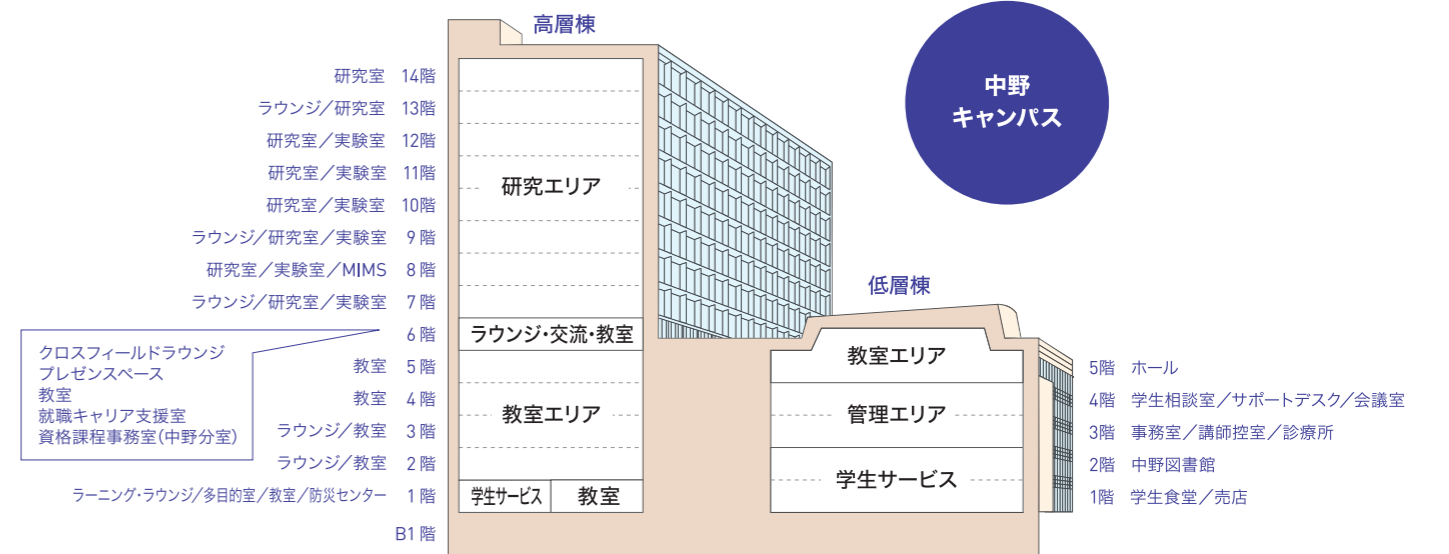 高層棟
中野
キャンパス
研究室 14階
ラウンジ／研究室 13階
研究室／実験室 12階
研究室／実験室 11階
研究室／実験室 10階
ラウンジ／研究室／実験室 9階
研究室／実験室／MIMS 8階
ラウンジ／研究室／実験室 7階
6階
クロスフィールドラウンジ
プレゼンスペース
教室
就職キャリア支援室
資格課程事務室(中野分室)
教室 5階
教室 4階
ラウンジ／教室 3階
ラウンジ／教室 2階
ラーニング・ラウンジ／多目的室／教室／防災センター 1階
B1階
研究エリア
ラウンジ・交流・教室
教室エリア
学生サービス 教室
低層棟
教室エリア
管理エリア
学生サービス
5階 ホール
4階 学生相談室／サポートデスク／会議室
3階 事務室／講師控室／診療所
2階 中野図書館
1階 学生食堂／売店